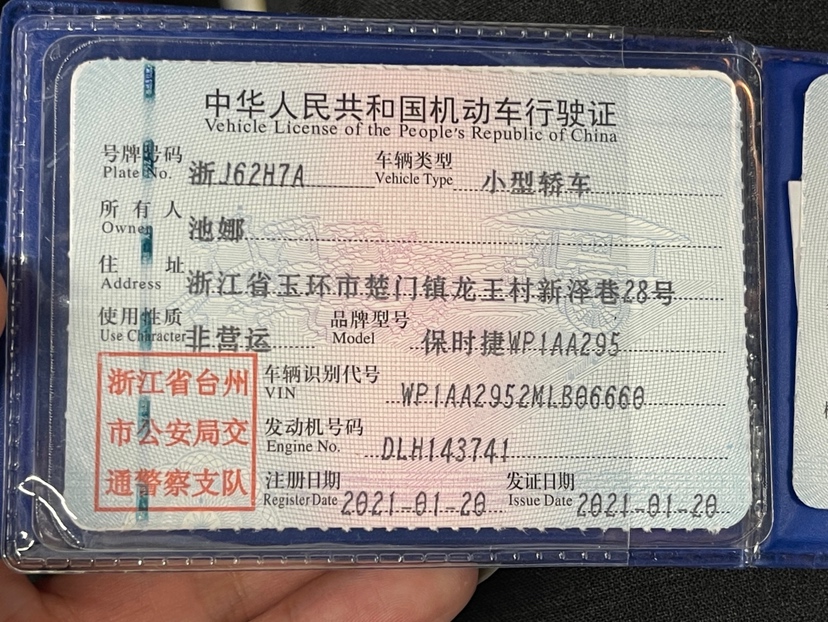 中华人民共和国机动车行驶证
Vehicle License of the People's Republic of China
号牌号码 浙J62H7A 车辆类型 小型轿车
Plate No. Vehicle Type
所有人 池娜
Owner
住址 浙江省玉环市楚门镇龙王村新泽巷28号
Address
使用性质 非营运 品牌型号 保时捷WP1AA295
Use Character Model
浙江省台州
市公安局交
通警察支队
车辆识别代号 WP1AA2952MLB06660
VIN
发动机号码 DLH143741
Engine No.
注册日期 2021-01-20 发证日期 2021-01-20
Register Date Issue Date